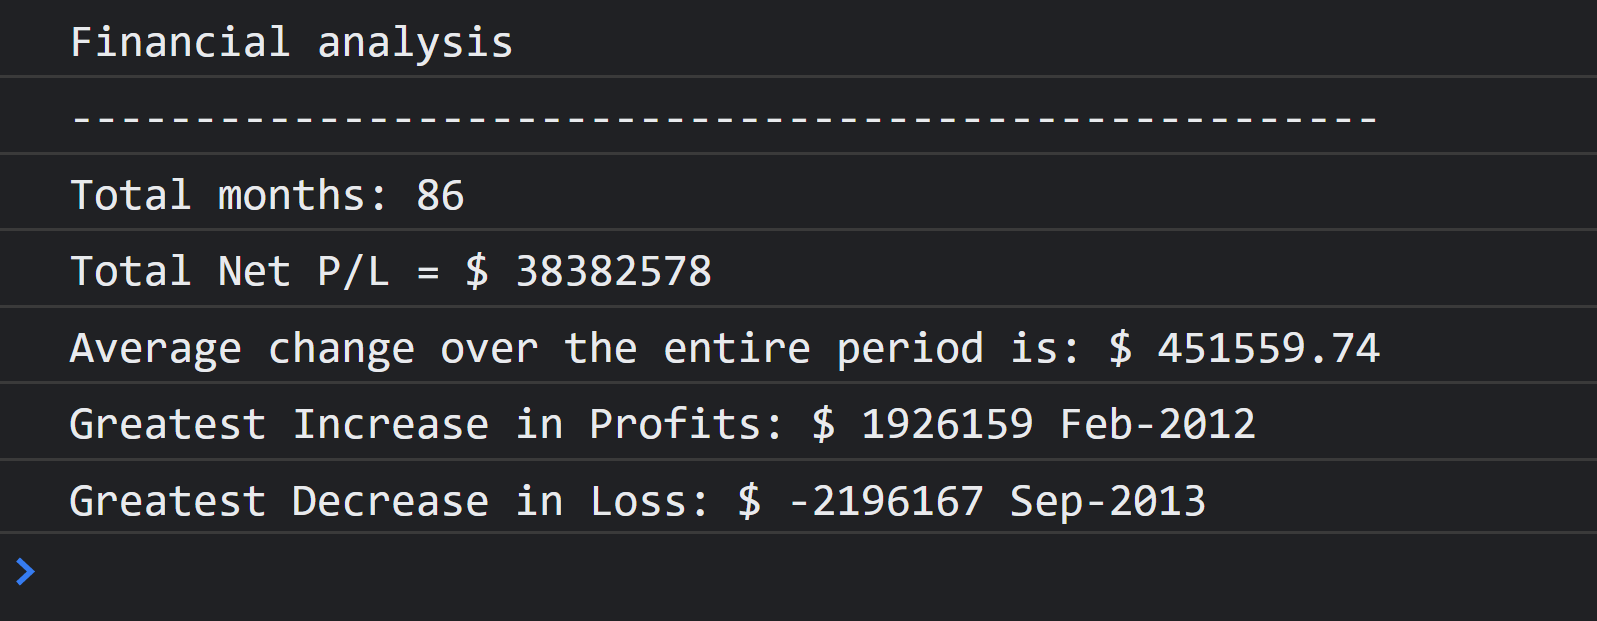 Financial analysis
-----------------------------------------------------
Total months: 86
Total Net P/L = $ 38382578
Average change over the entire period is: $ 451559.74
Greatest Increase in Profits: $ 1926159 Feb-2012
Greatest Decrease in Loss: $ -2196167 Sep-2013
>